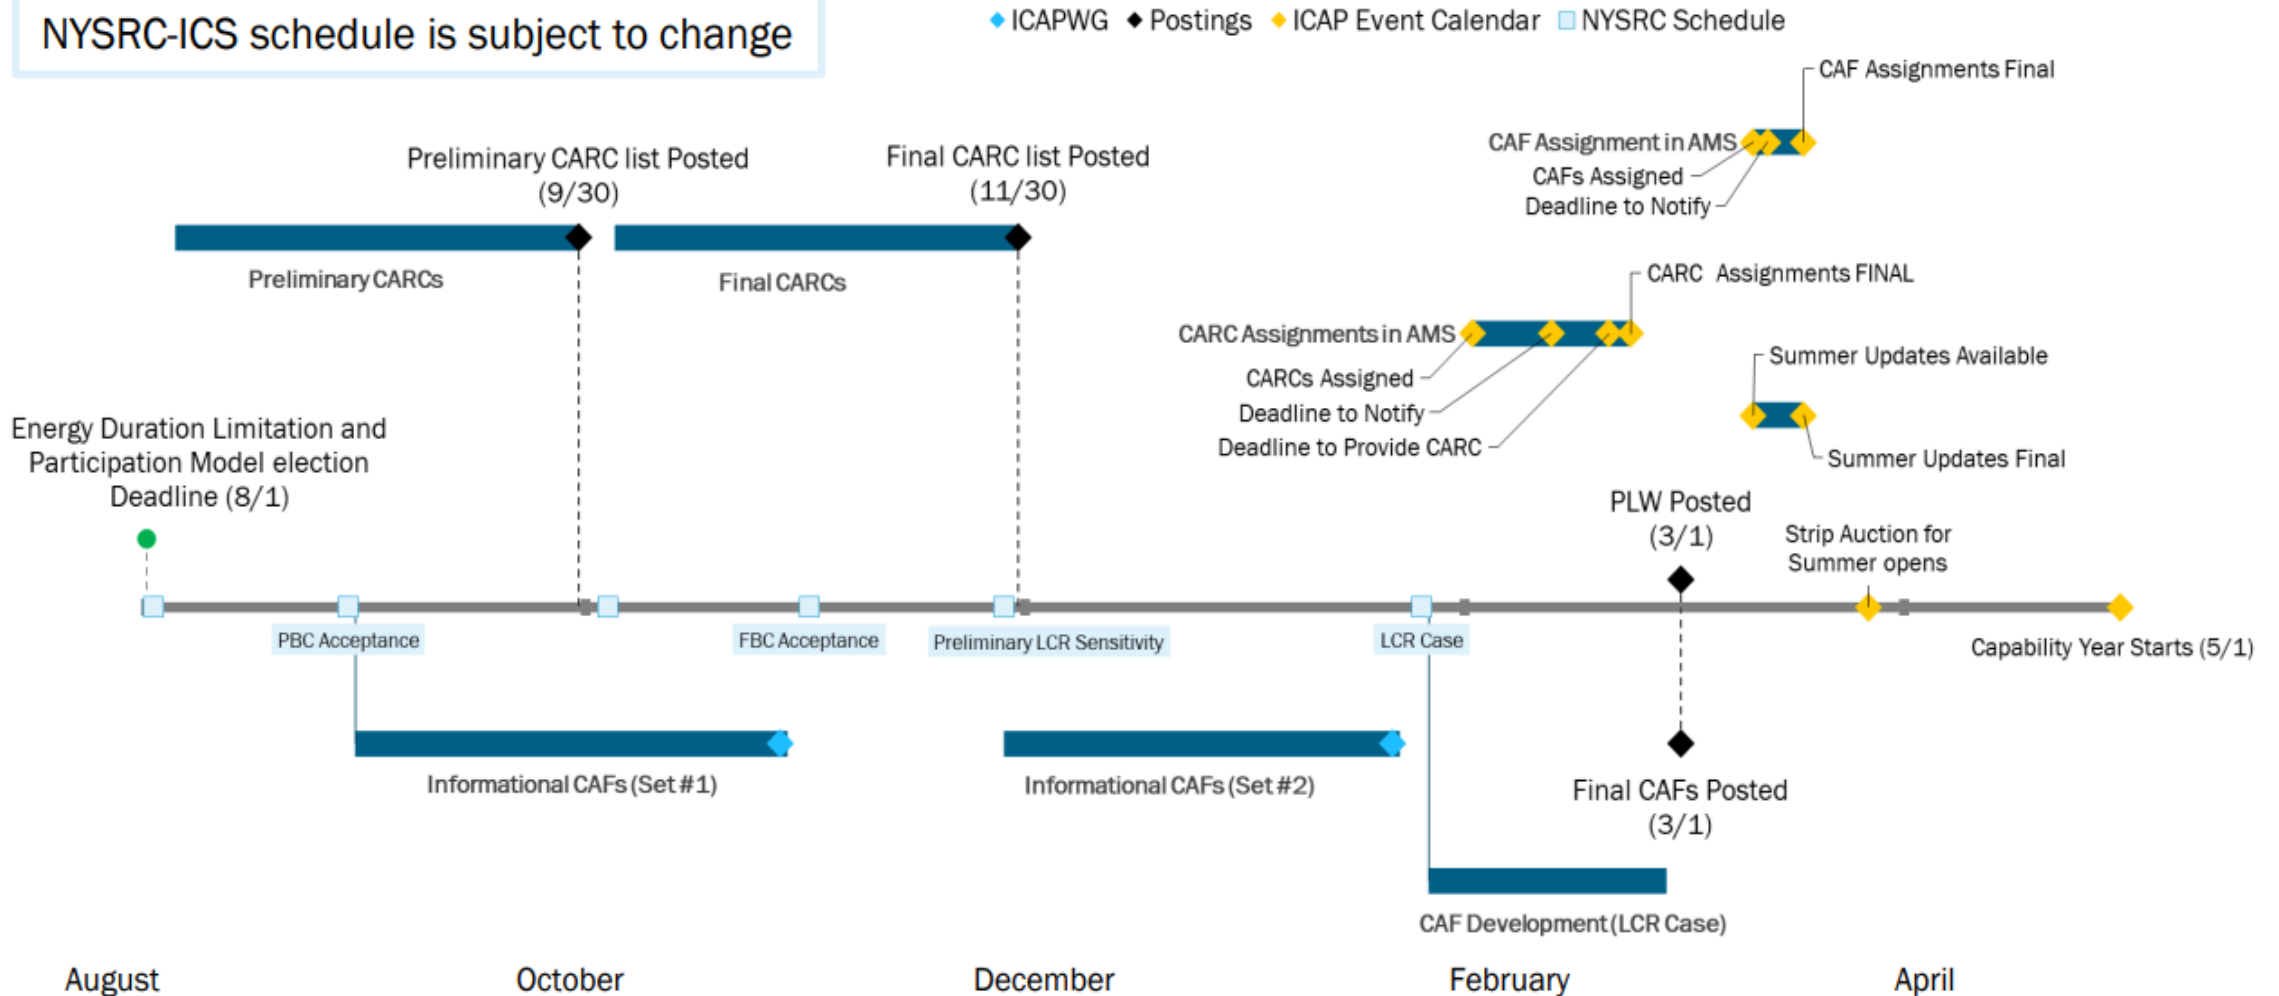 NYSRC-ICS schedule is subject to change
ICAPWG
Postings
ICAP Event Calendar
NYSRC Schedule
CAF Assignments Final
CAF Assignment in AMS
CAFs Assigned
Deadline to Notify
Preliminary CARC list Posted
(9/30)
Final CARC list Posted
(11/30)
Preliminary CARCs
Final CARCs
CARC Assignments FINAL
CARC Assignments in AMS
CARCs Assigned
Deadline to Notify
Deadline to Provide CARC
Summer Updates Available
Summer Updates Final
Energy Duration Limitation and
Participation Model election
Deadline (8/1)
PLW Posted
(3/1)
Strip Auction for
Summer opens
PBC Acceptance
FBC Acceptance
Preliminary LCR Sensitivity
LCR Case
Capability Year Starts (5/1)
Informational CAFs (Set #1)
Informational CAFs (Set #2)
Final CAFs Posted
(3/1)
CAF Development (LCR Case)
August
October
December
February
April